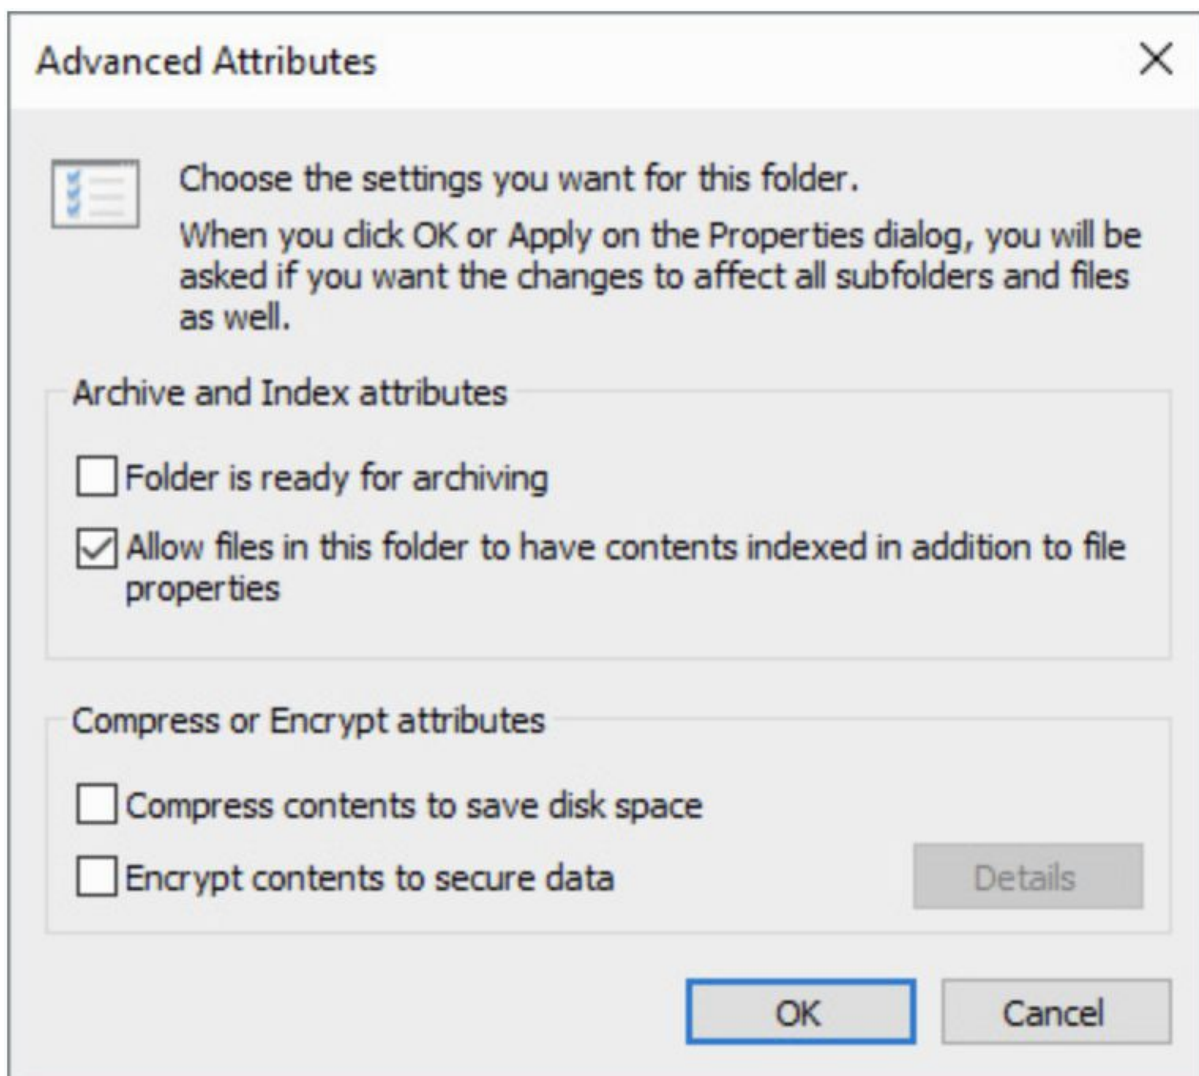 Advanced Attributes
Choose the settings you want for this folder.
When you click OK or Apply on the Properties dialog, you will be
asked if you want the changes to affect all subfolders and files
as well.
Archive and Index attributes
Folder is ready for archiving
Allow files in this folder to have contents indexed in addition to file
properties
Compress or Encrypt attributes
Compress contents to save disk space
Encrypt contents to secure data
Details
OK
Cancel